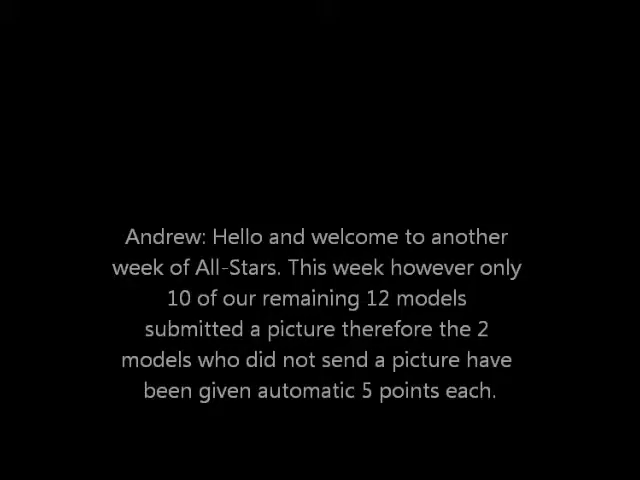 Andrew: Hello and welcome to another
week of All-Stars. This week however only
10 of our remaining 12 models
submitted a picture therefore the 2
models who did not send a picture have
been given automatic 5 points each.